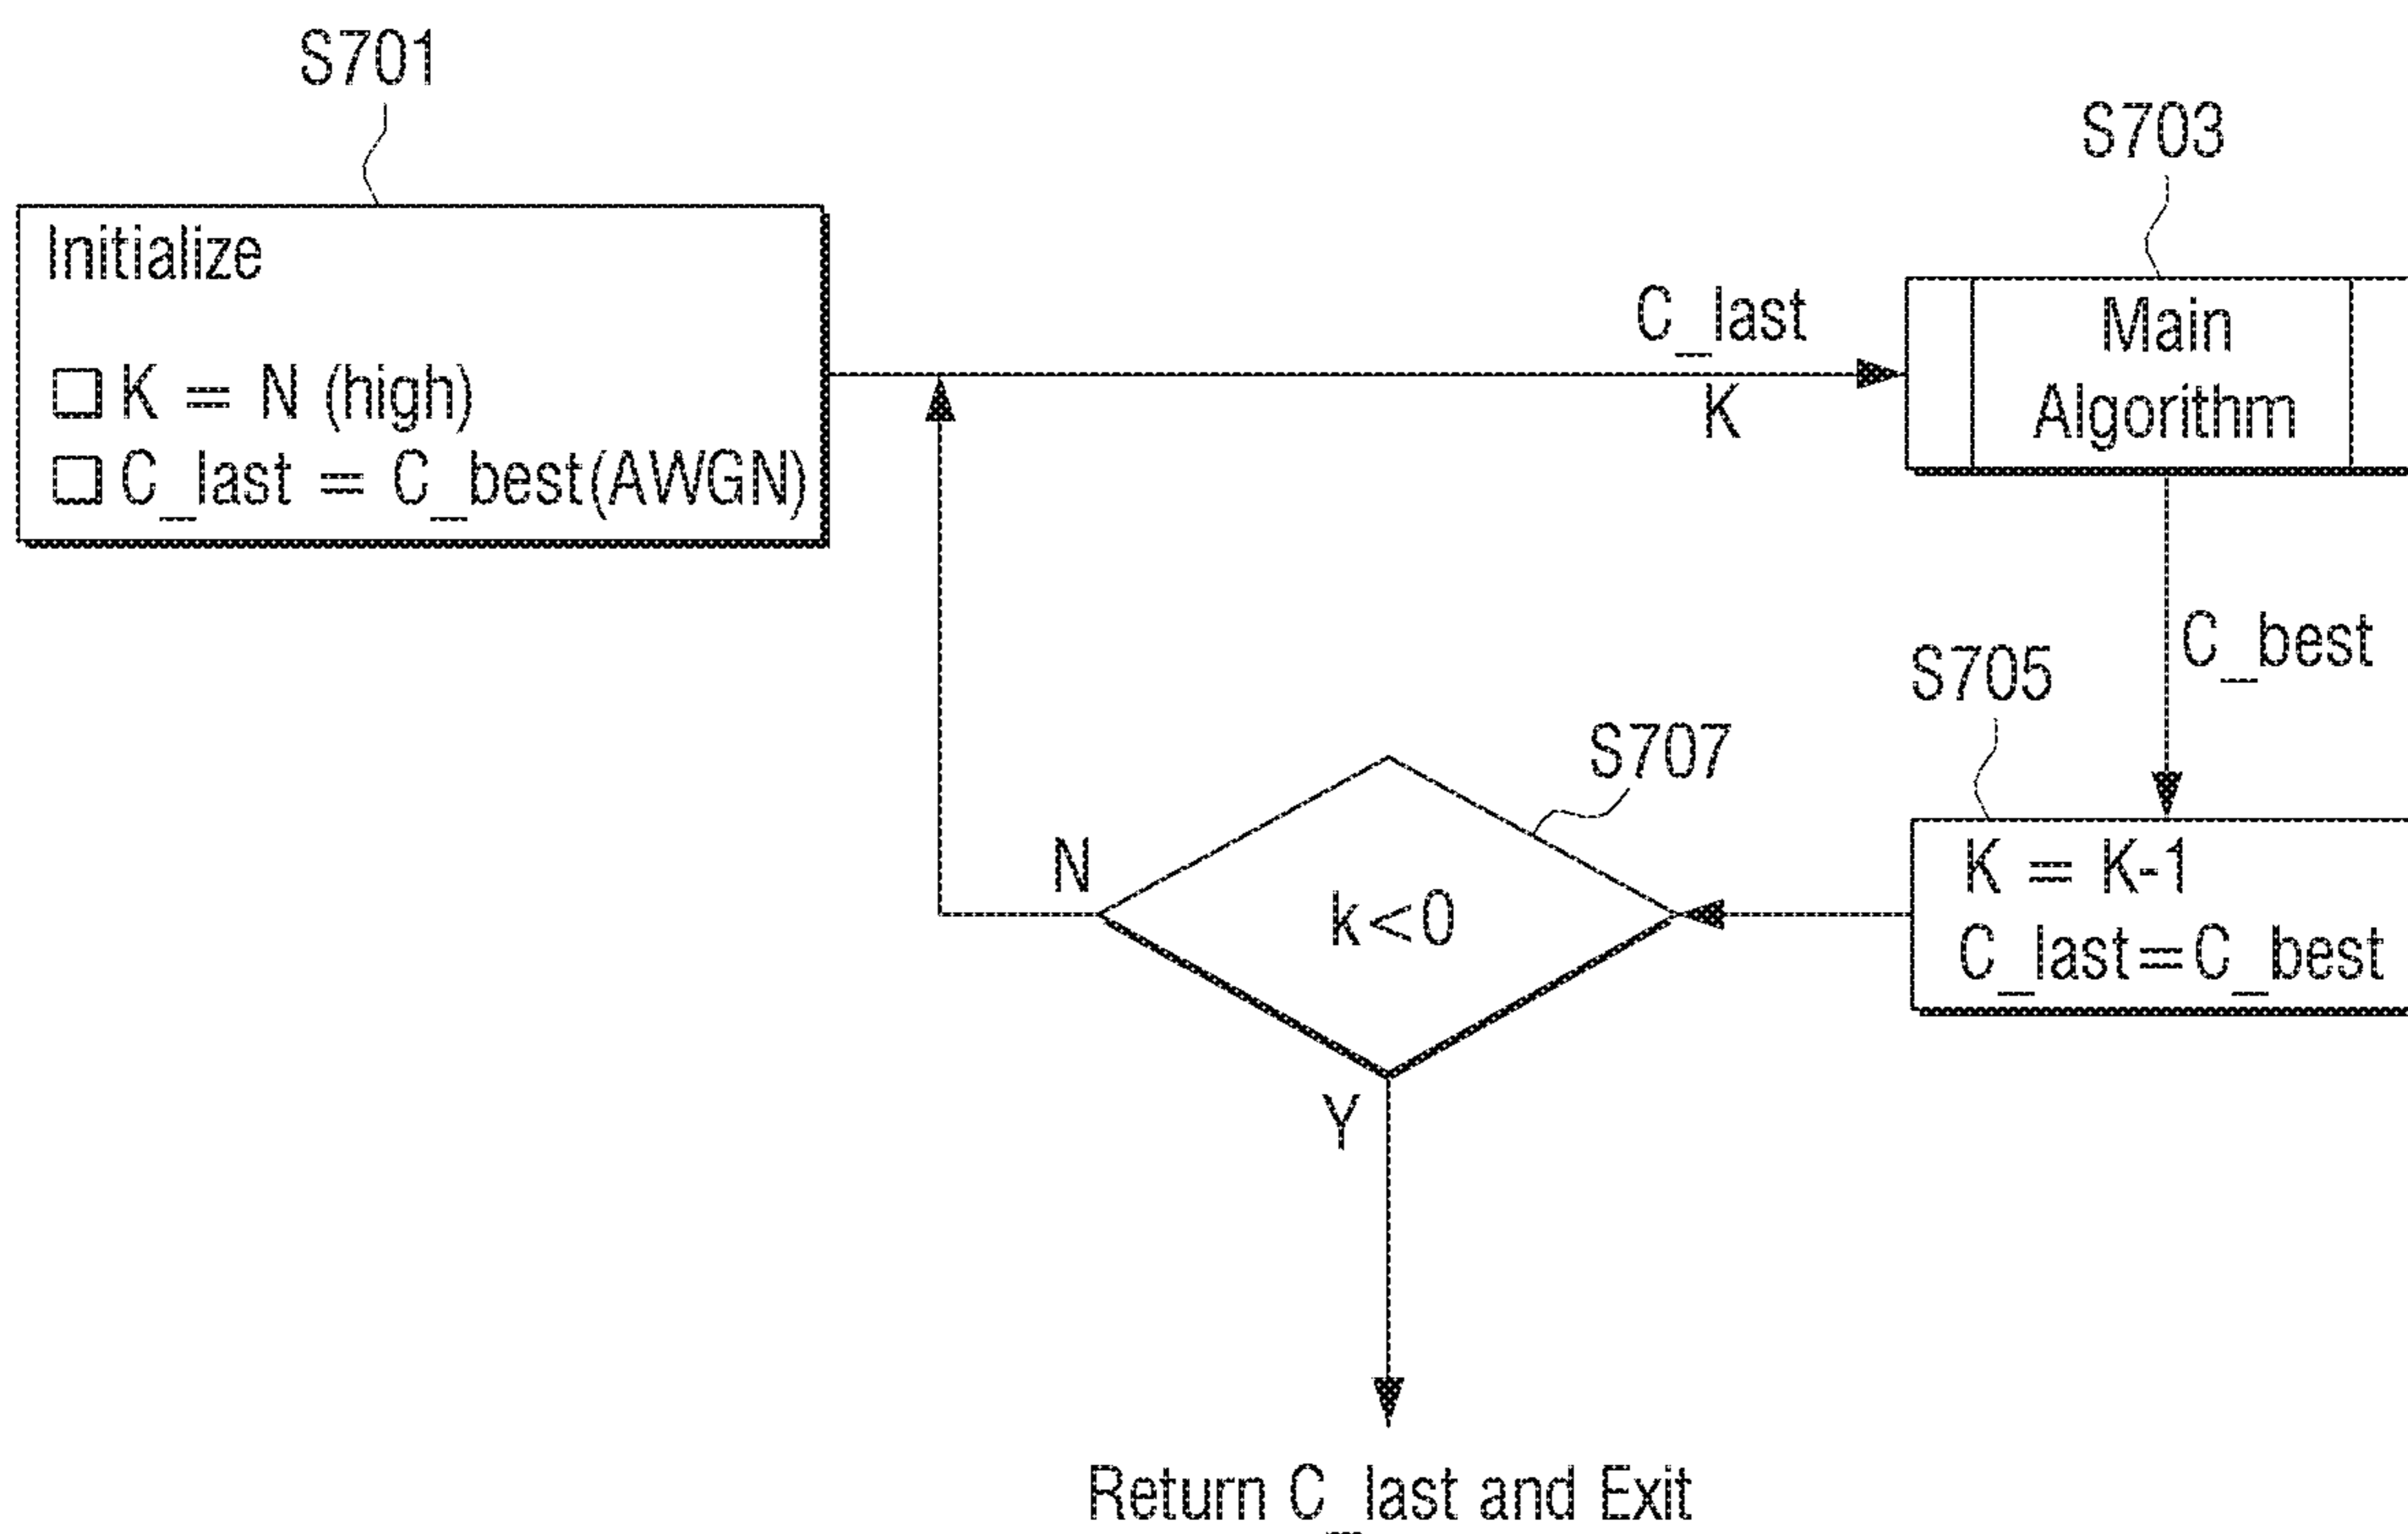 S701
Initialize
☐ K = N (high)
☐ C_last = C_best(AWGN)
C_last
K
S703
Main
Algorithm
C_best
S705
K = K-1
C_last=C_best
S707
k<0
N
Y
Return C_last and Exit